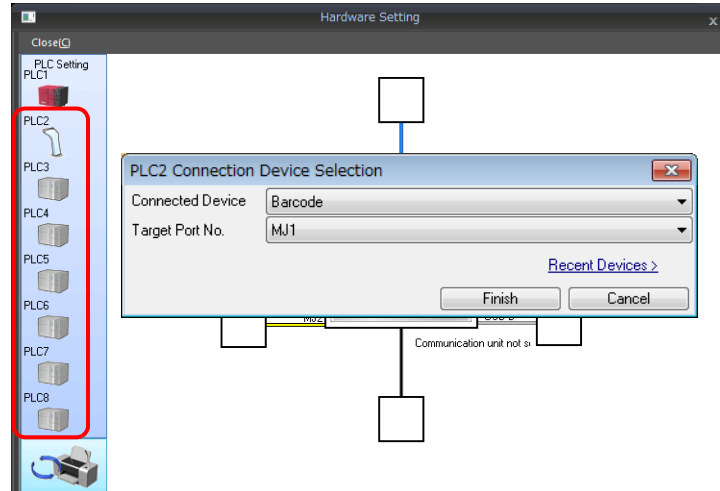 Hardware Setting
x
Close(C)
PLC Setting
PLC1
PLC2
PLC3
PLC4
PLC5
PLC6
PLC7
PLC8
PLC2 Connection Device Selection
Connected Device Barcode
Target Port No. MJ1
Recent Devices >
Finish Cancel
MJ2
Communication unit not